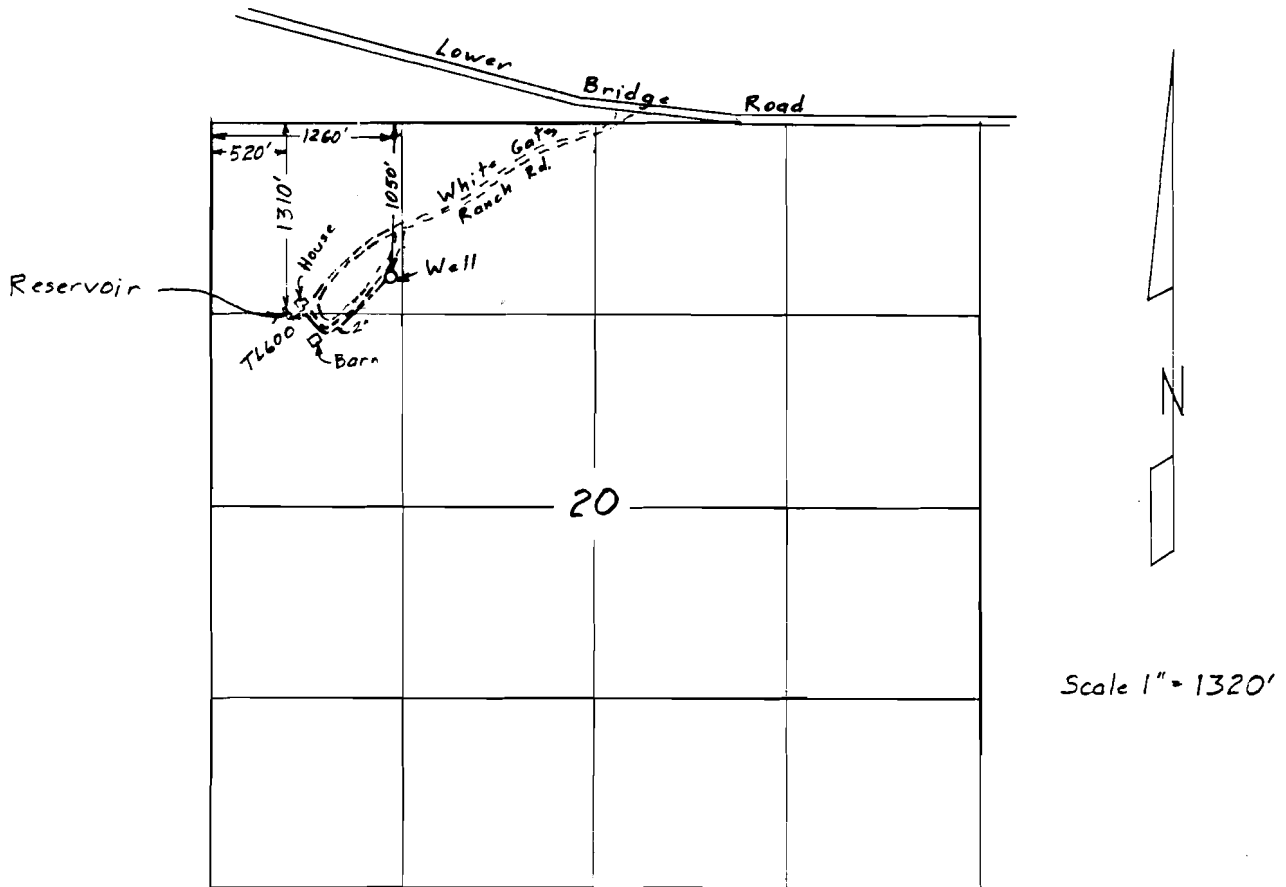 Lower Bridge Road
1260'
520'
1310'
1050'
White Gates
Ranch Rd.
House
Well
Reservoir
TL600
2"
Barn
20
N
Scale 1" = 1320'